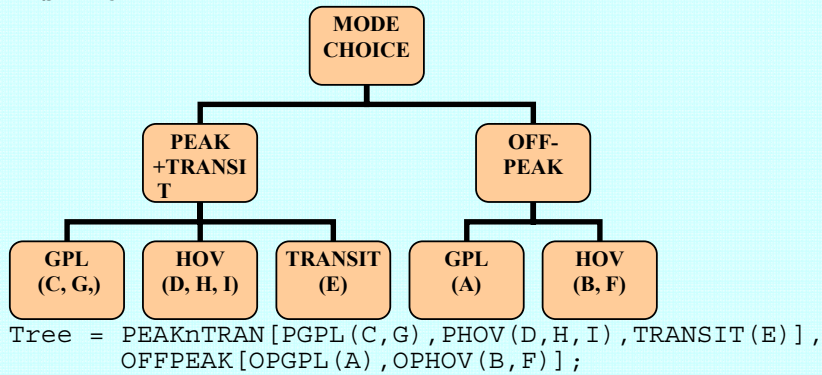 MODE
CHOICE
PEAK
+TRANSI
T
OFF-
PEAK
GPL
(C, G,)
HOV
(D, H, I)
TRANSIT
(E)
GPL
(A)
HOV
(B, F)
Tree = PEAKnTRAN[PGPL(C,G),PHOV(D,H,I),TRANSIT(E)],
OFFPEAK[OPGPL(A),OPHOV(B,F)];